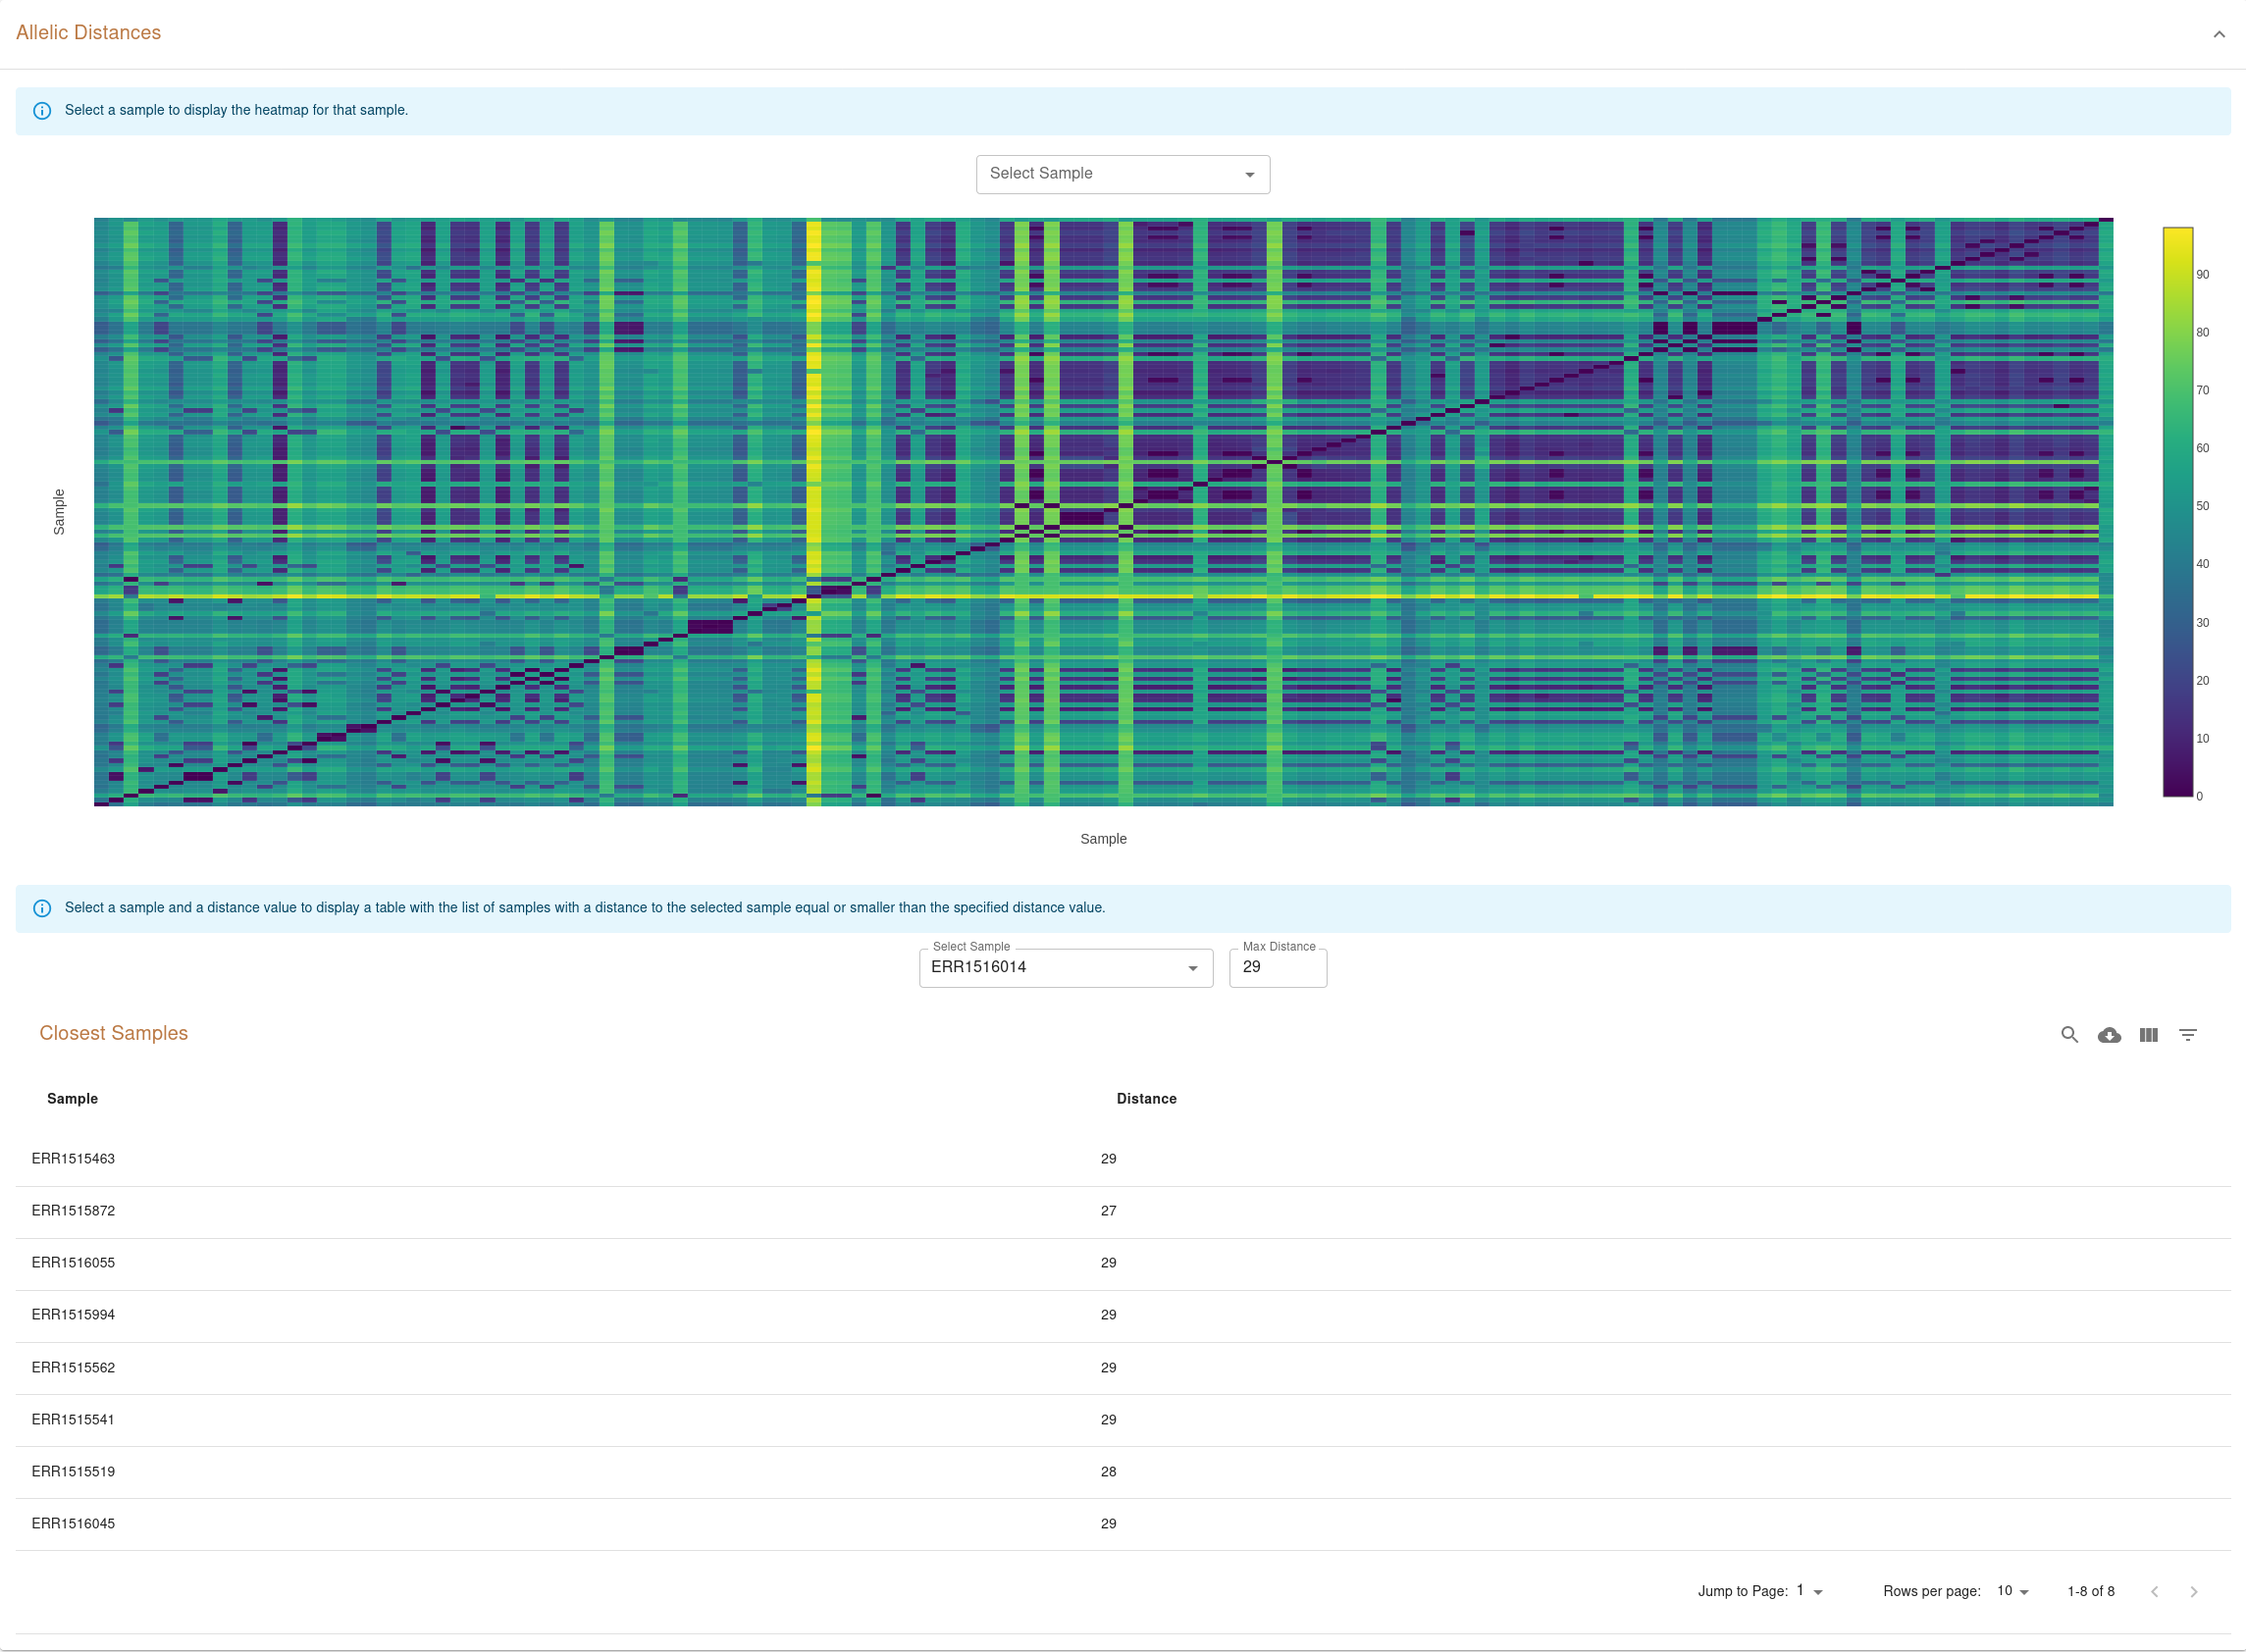 Allelic Distances
Select a sample to display the heatmap for that sample.
Select Sample
Sample
90
80
70
60
50
40
30
20
10
0
Sample
Select a sample and a distance value to display a table with the list of samples with a distance to the selected sample equal or smaller than the specified distance value.
Select Sample Max Distance
ERR1516014 29
Closest Samples
Sample Distance
ERR1515463 29
ERR1515872 27
ERR1516055 29
ERR1515994 29
ERR1515562 29
ERR1515541 29
ERR1515519 28
ERR1516045 29
Jump to Page: 1 Rows per page: 10 1-8 of 8